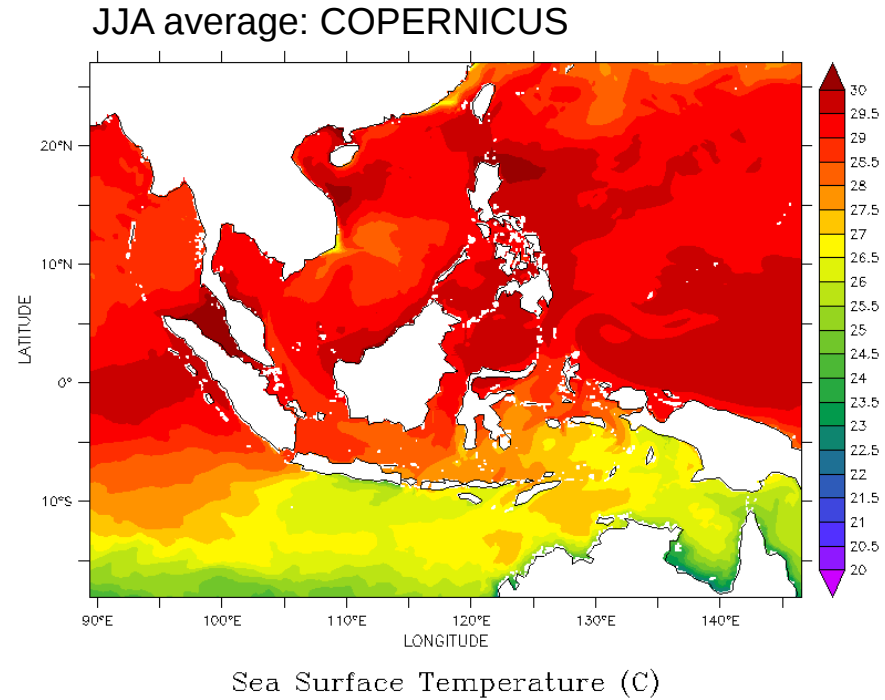 JJA average: COPERNICUS
30
29.5
29
28.5
28
27.5
27
26.5
26
25.5
25
24.5
24
23.5
23
22.5
22
21.5
21
20.5
20
20°N
10°N
0°
10°S
LATITUDE
90°E 100°E 110°E 120°E 130°E 140°E
LONGITUDE
Sea Surface Temperature (C)